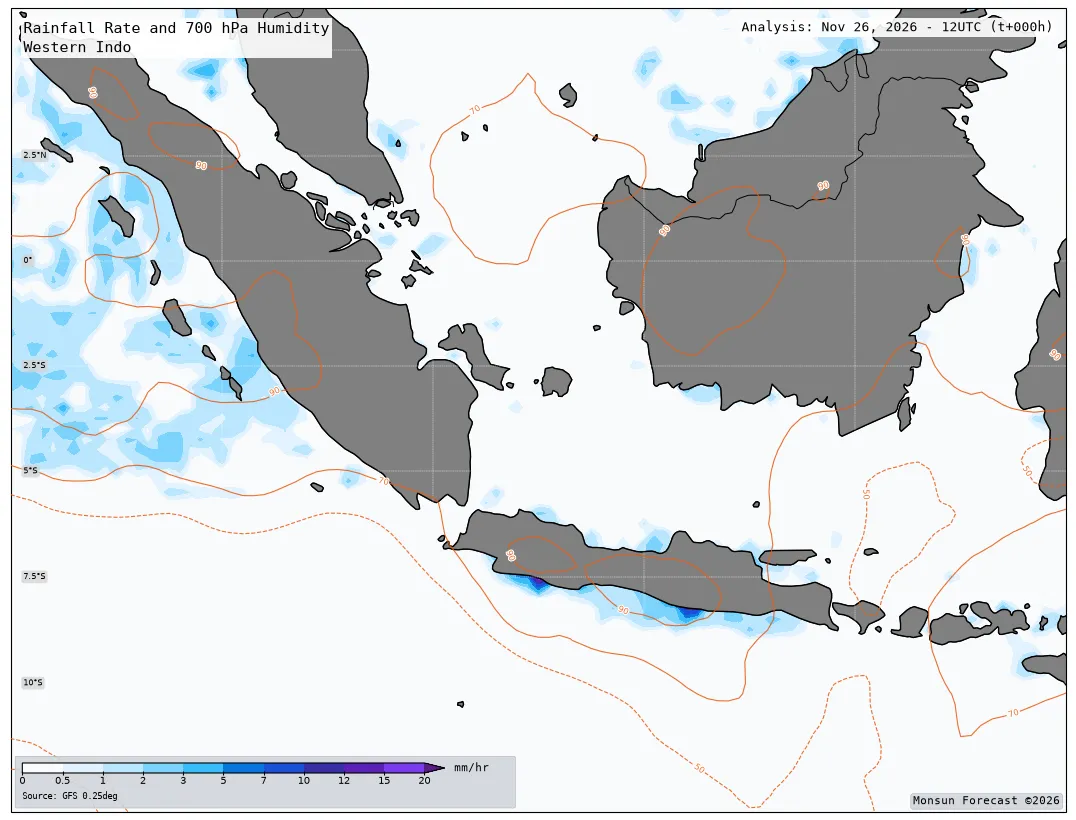 Rainfall Rate and 700 hPa Humidity
Western Indo
Analysis: Nov 26, 2026 - 12UTC (t+000h)
90
70
2.5°N
90
90
90
90
0°
2.5°S
90
90
5°S
70
50
50
90
7.5°S
90
10°S
70
50
mm/hr
0 0.5 1 2 3 5 7 10 12 15 20
Source: GFS 0.25deg
Monsun Forecast ©2026